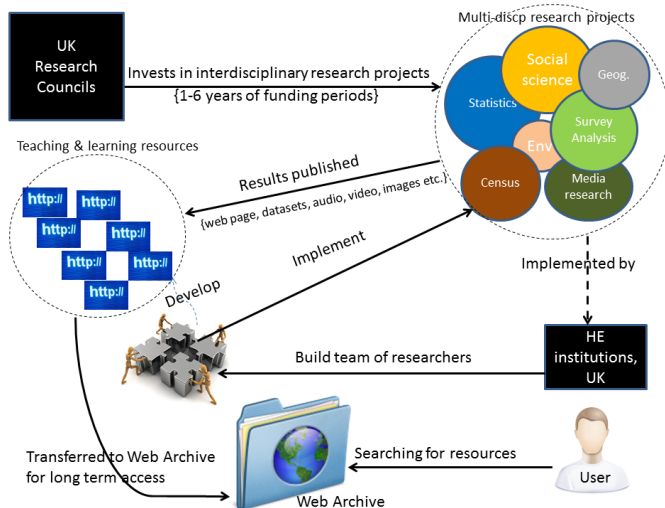 Multi-discp research projects
UK
Research
Councils
Invests in interdisciplinary research projects
{1-6 years of funding periods}
Social
science
Geog.
Statistics
Survey
Analysis
Env
Census
Media
research
Teaching & learning resources
http://
http://
http://
http://
http://
http://
http://
Results published
{web page, datasets, audio, video, images etc.}
Implement
Develop
Implemented by
HE
institutions,
UK
Build team of researchers
Transferred to Web Archive
for long term access
Searching for resources
User
Web Archive